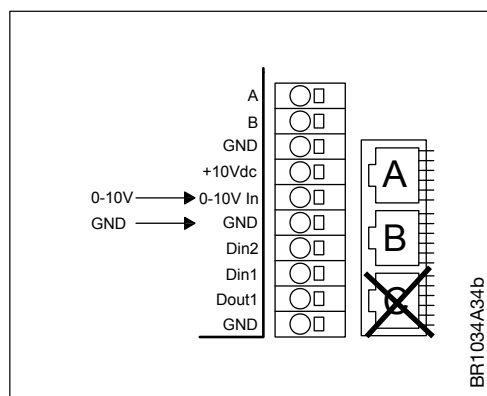 A
B
GND
+10Vdc
0-10V 0-10V In
GND GND
Din2
Din1
Dout1
GND
A
B
C
BR1034A34b